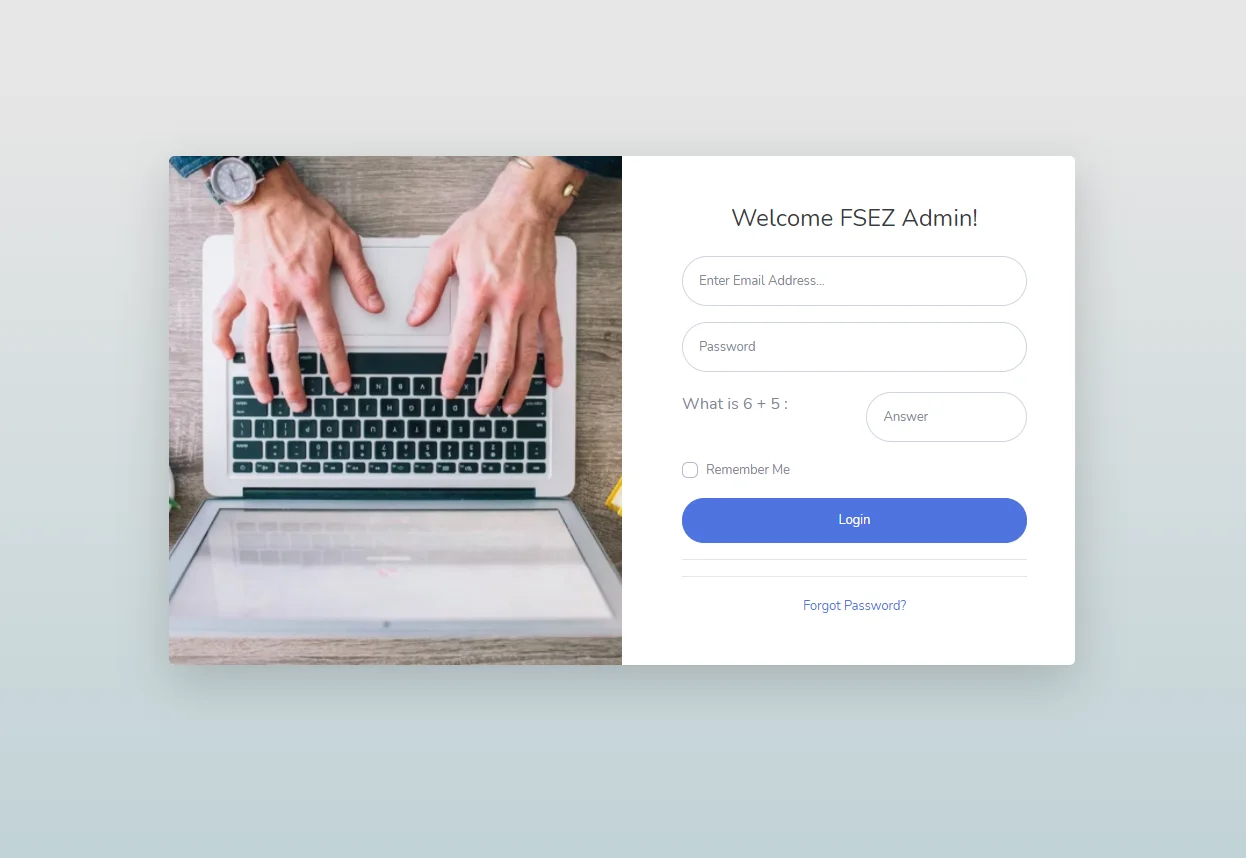 Welcome FSEZ Admin!
Enter Email Address...
Password
What is 6 + 5 :
Answer
Remember Me
Login
Forgot Password?